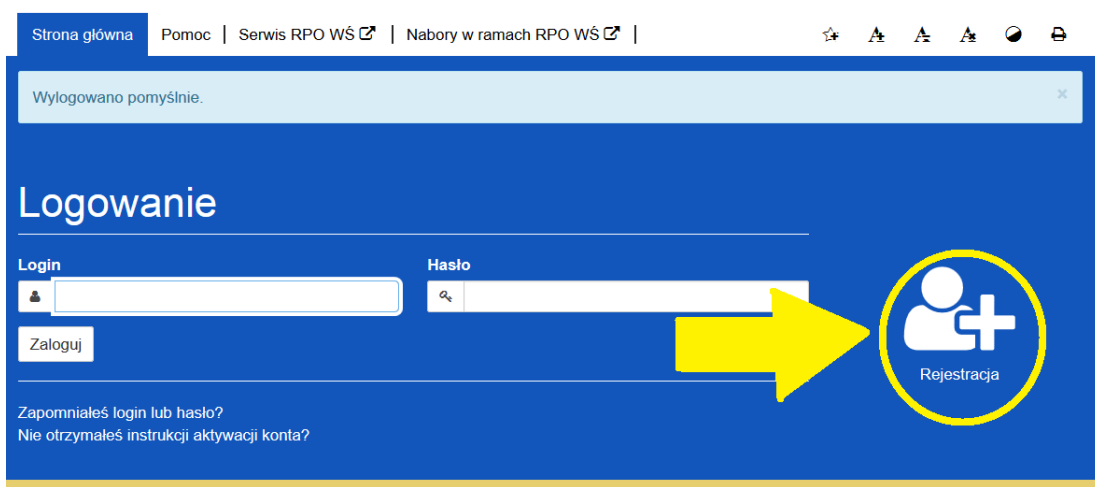 Strona główna Pomoc | Serwis RPO WŚ | Nabory w ramach RPO WŚ |
Wylogowano pomyślnie. ×
Logowanie
Login Hasło
Zaloguj
Rejestracja
Zapomniałeś login lub hasło?
Nie otrzymałeś instrukcji aktywacji konta?